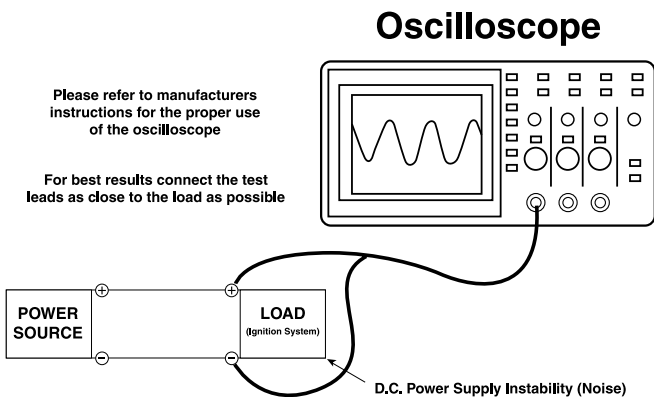 Oscilloscope
Please refer to manufacturers
instructions for the proper use
of the oscilloscope
For best results connect the test
leads as close to the load as possible
POWER
SOURCE
+
−
+
−
LOAD
(Ignition System)
D.C. Power Supply Instability (Noise)